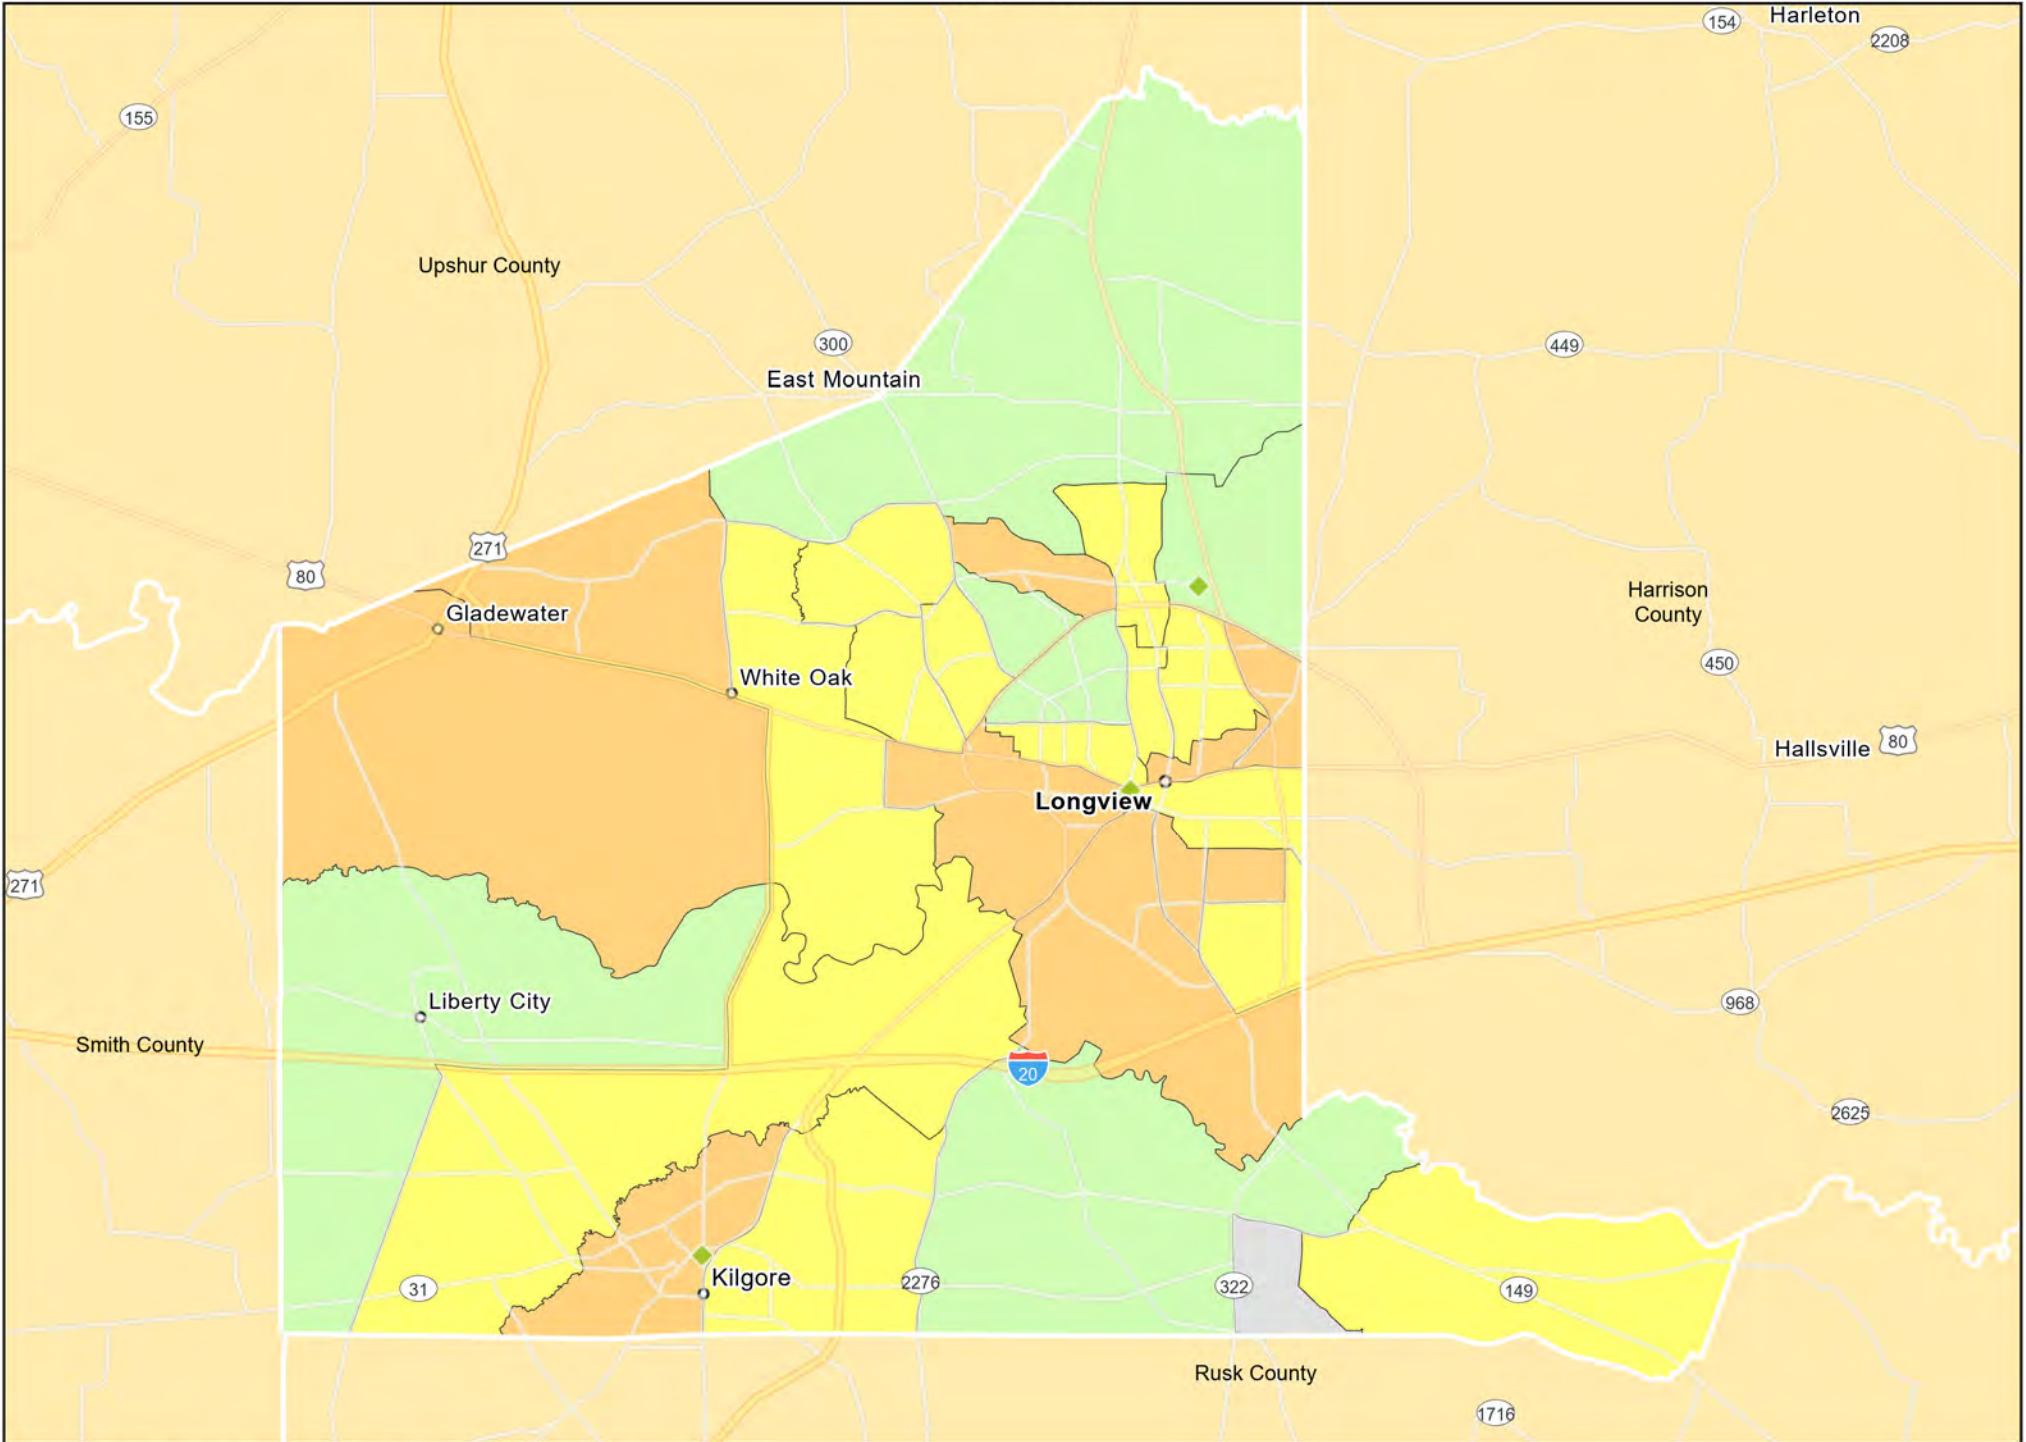 154
Harleton
2208
155
Upshur County
300
449
East Mountain
271
80
Harrison
County
Gladewater
450
White Oak
Hallsville
80
Longview
271
Liberty City
968
Smith County
20
2625
Kilgore
31
2276
322
149
Rusk County
1716